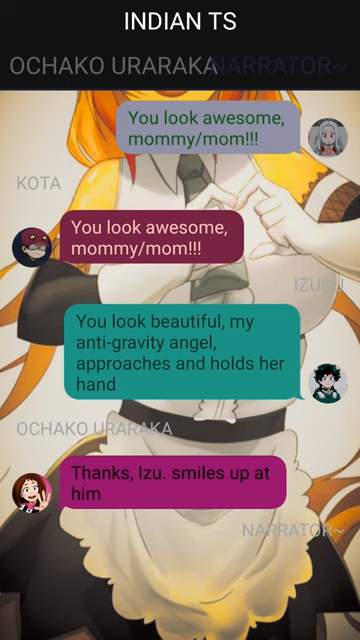 INDIAN TS
OCHAKO URARAKA
NARRATOR~
You look awesome,
mommy/mom!!!
KOTA
You look awesome,
mommy/mom!!!
IZUKU
You look beautiful, my
anti-gravity angel,
approaches and holds her
hand
OCHAKO URARAKA
Thanks, Izu. smiles up at
him
NARRATOR~